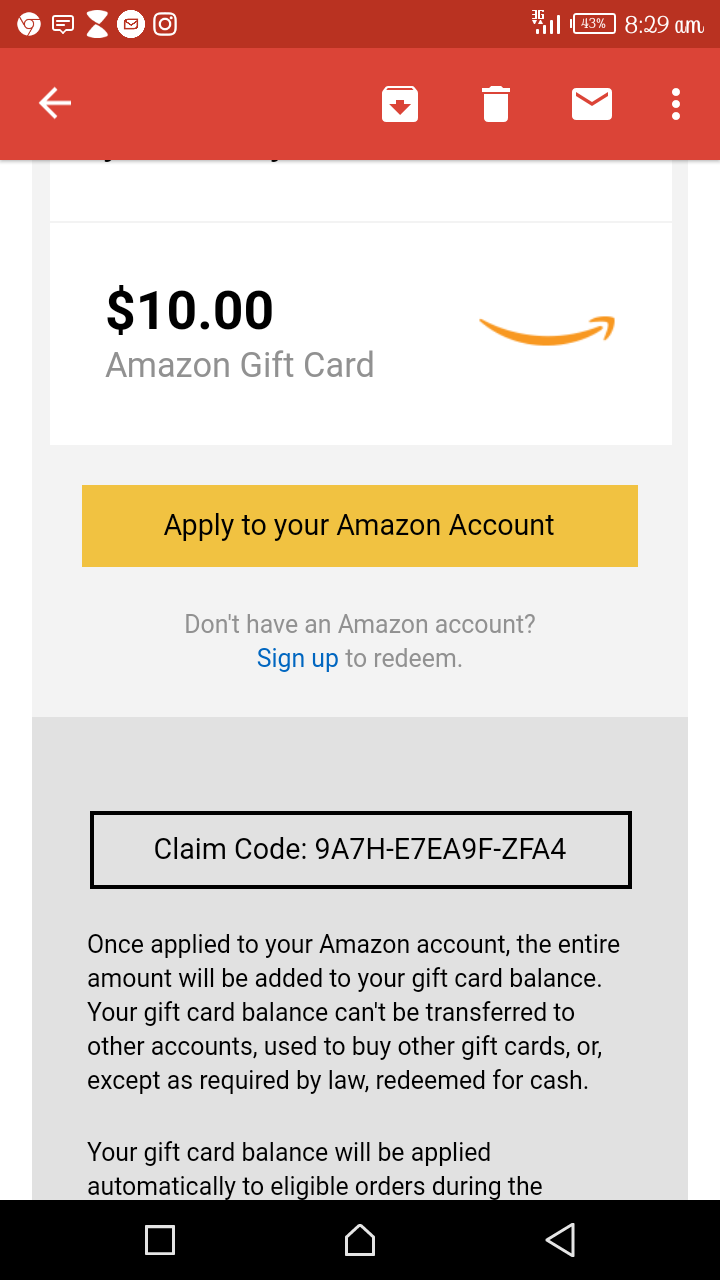 3G
43%
8:29 am
$10.00
Amazon Gift Card
Apply to your Amazon Account
Don't have an Amazon account?
Sign up to redeem.
Claim Code: 9A7H-E7EA9F-ZFA4
Once applied to your Amazon account, the entire
amount will be added to your gift card balance.
Your gift card balance can't be transferred to
other accounts, used to buy other gift cards, or,
except as required by law, redeemed for cash.
Your gift card balance will be applied
automatically to eligible orders during the